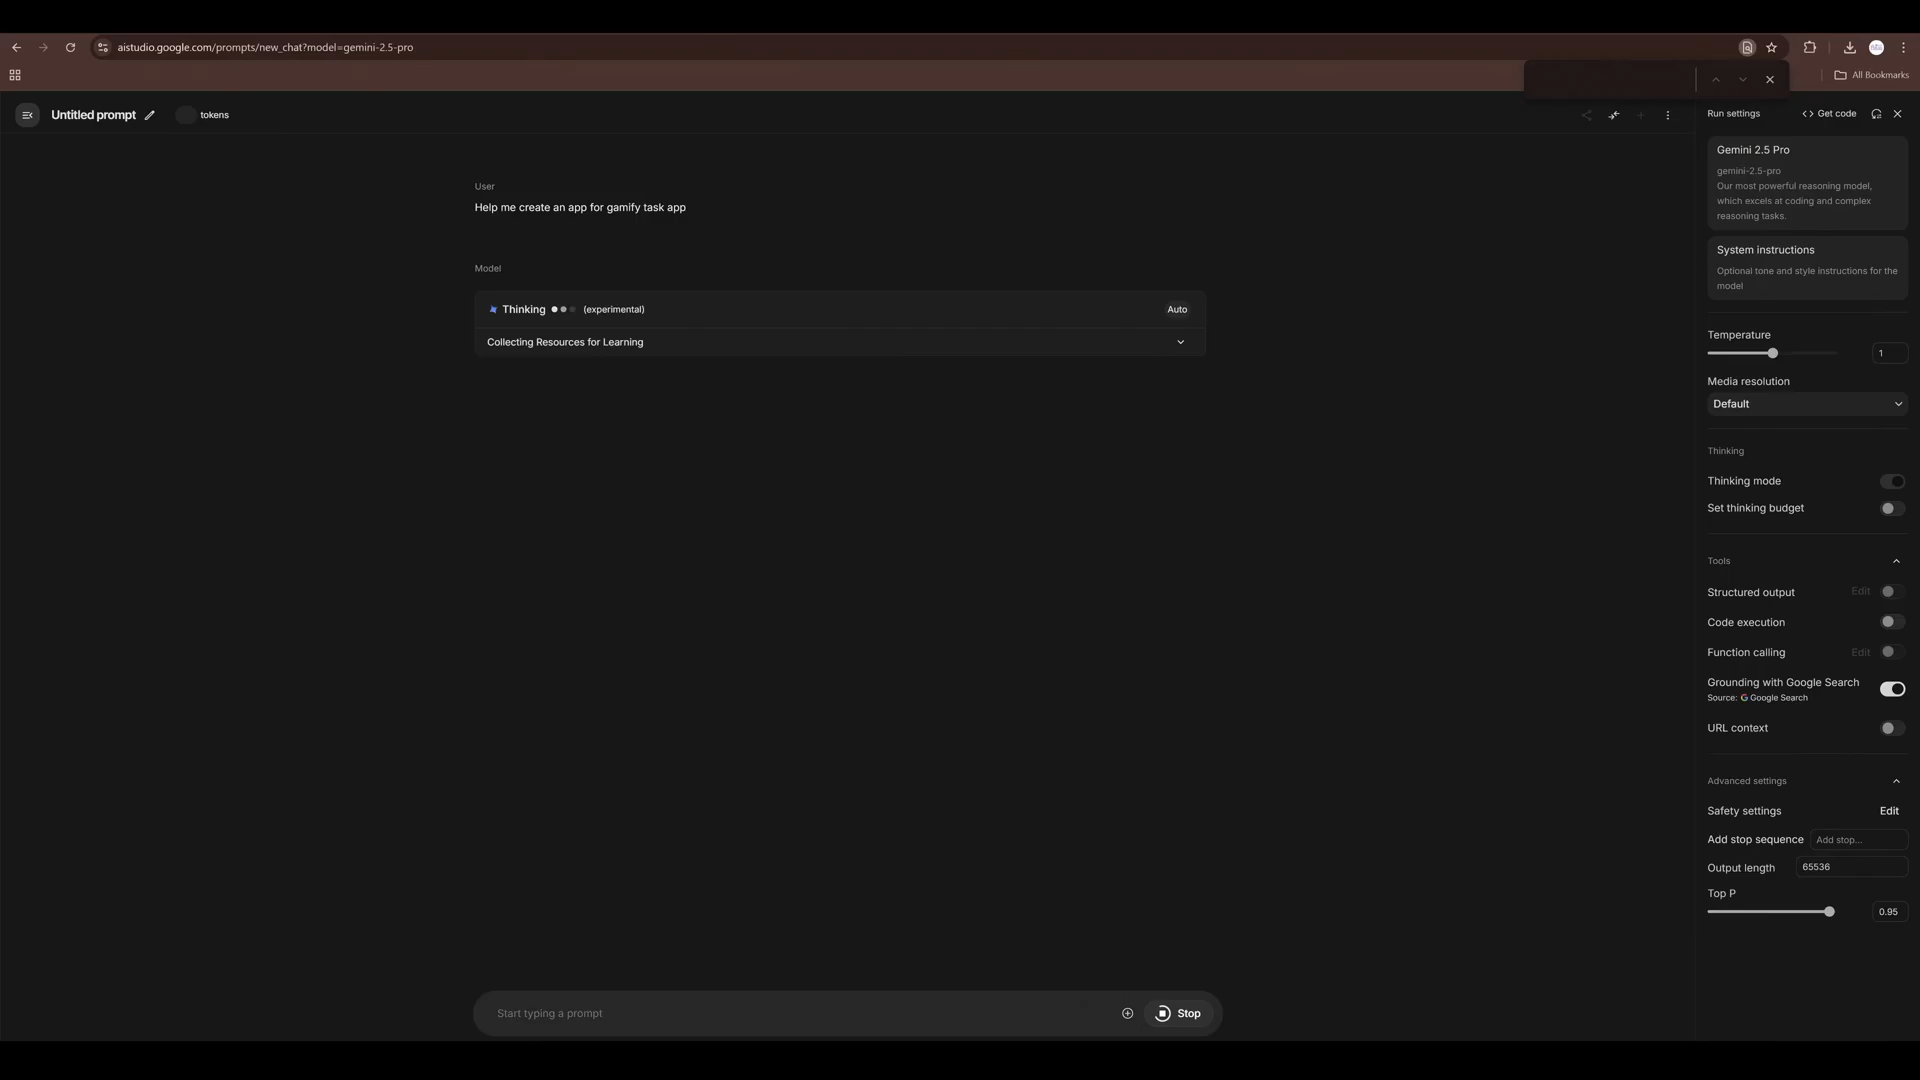 aistudio.google.com/prompts/new_chat?model=gemini-2.5-pro
All Bookmarks
Untitled prompt
tokens
User
Help me create an app for gamify task app
Model
Thinking (experimental) Auto
Collecting Resources for Learning
Start typing a prompt
Stop
Run settings
<> Get code
Gemini 2.5 Pro
gemini-2.5-pro
Our most powerful reasoning model,
which excels at coding and complex
reasoning tasks.
System instructions
Optional tone and style instructions for the
model
Temperature
1
Media resolution
Default
Thinking
Thinking mode
Set thinking budget
Tools
Structured output Edit
Code execution
Function calling Edit
Grounding with Google Search
Source: G Google Search
URL context
Advanced settings
Safety settings Edit
Add stop sequence Add stop...
Output length 65536
Top P
0.95